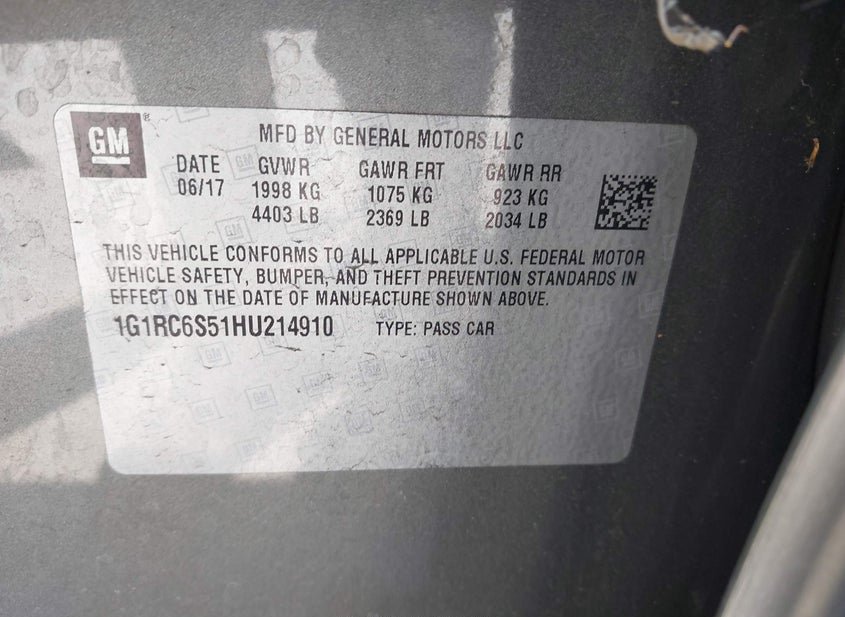 GM ® MFD BY GENERAL MOTORS LLC
DATE GVWR GAWR FRT GAWR RR
06/17 1998 KG 1075 KG 923 KG
4403 LB 2369 LB 2034 LB
THIS VEHICLE CONFORMS TO ALL APPLICABLE U.S. FEDERAL MOTOR
VEHICLE SAFETY, BUMPER, AND THEFT PREVENTION STANDARDS IN
EFFECT ON THE DATE OF MANUFACTURE SHOWN ABOVE.
1G1RC6S51HU214910 TYPE: PASS CAR